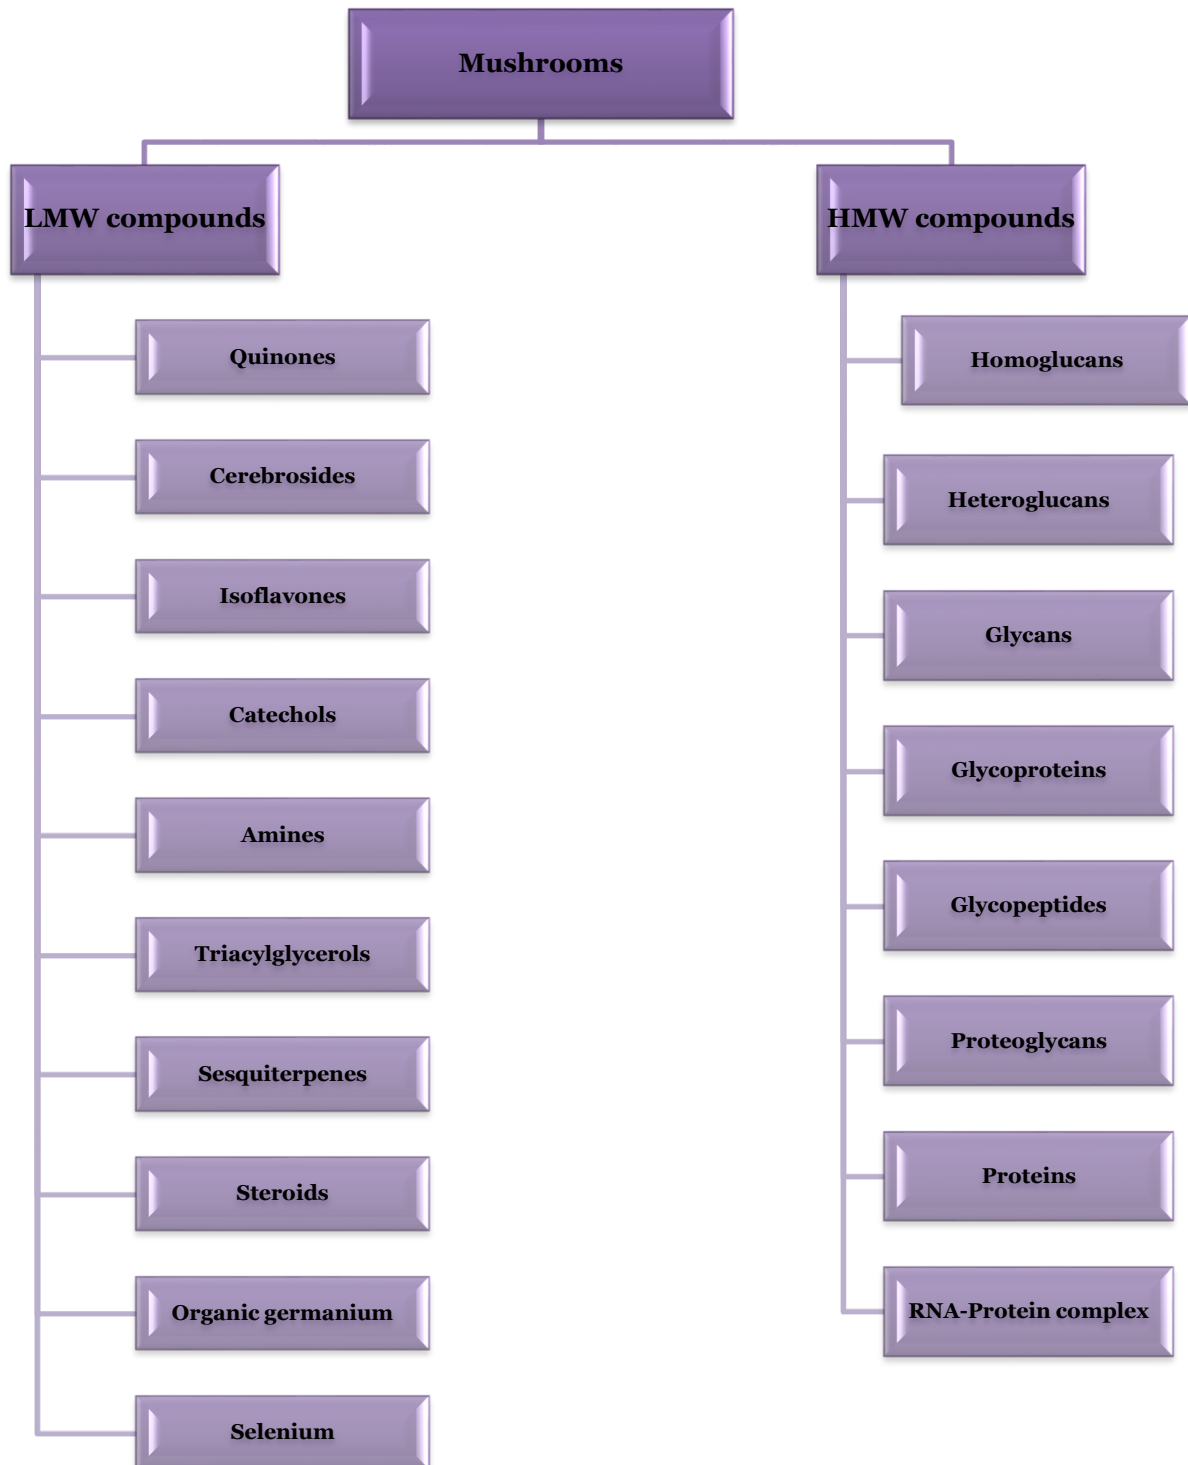 Mushrooms
LMW compounds
Quinones
Cerebrosides
Isoflavones
Catechols
Amines
Triacylglycerols
Sesquiterpenes
Steroids
Organic germanium
Selenium
HMW compounds
Homoglucans
Heteroglucans
Glycans
Glycoproteins
Glycopeptides
Proteoglycans
Proteins
RNA-Protein complex